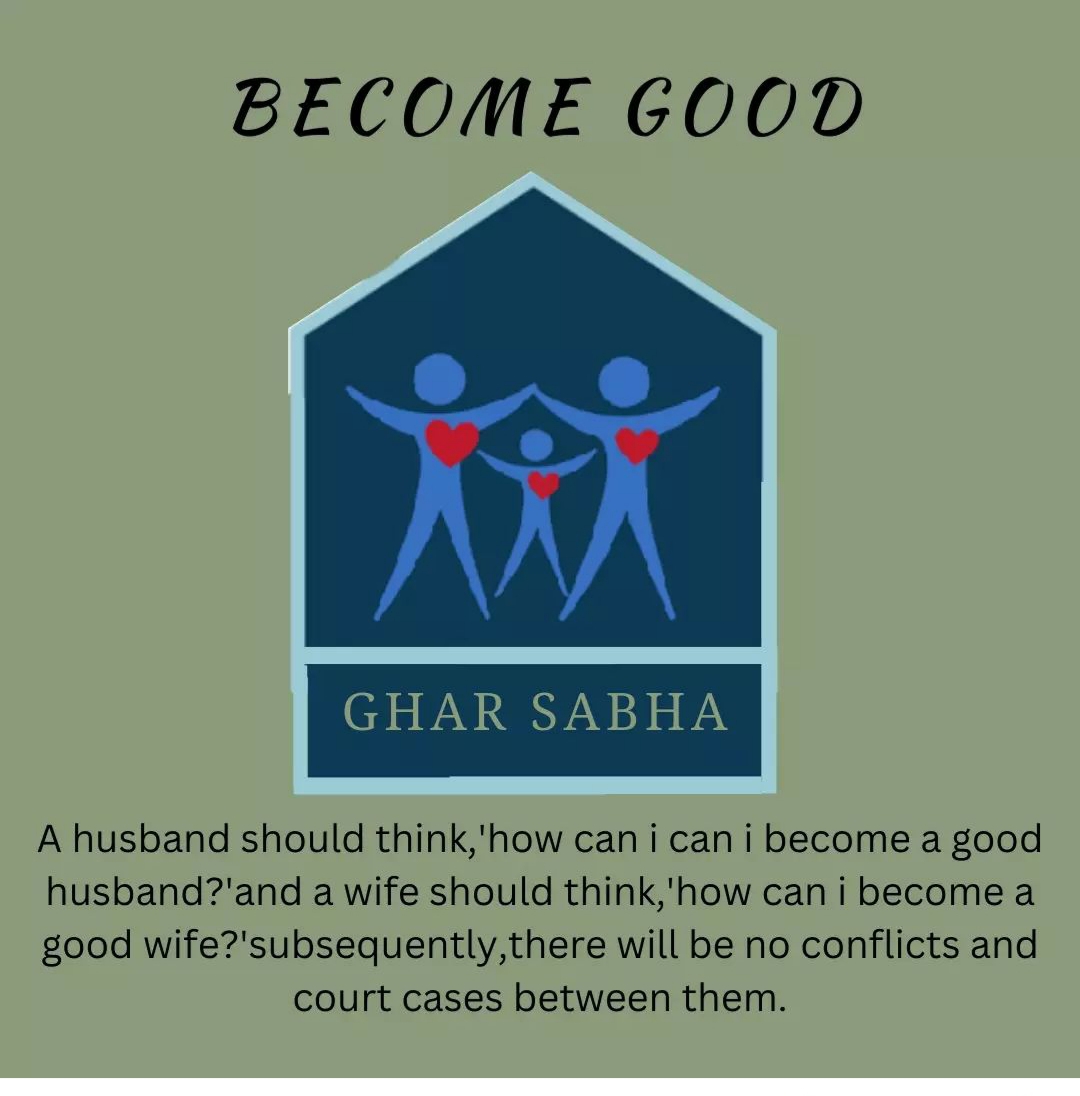 BECOME GOOD
GHAR SABHA
A husband should think,'how can i can i become a good
husband?'and a wife should think,'how can i become a
good wife?'subsequently,there will be no conflicts and
court cases between them.